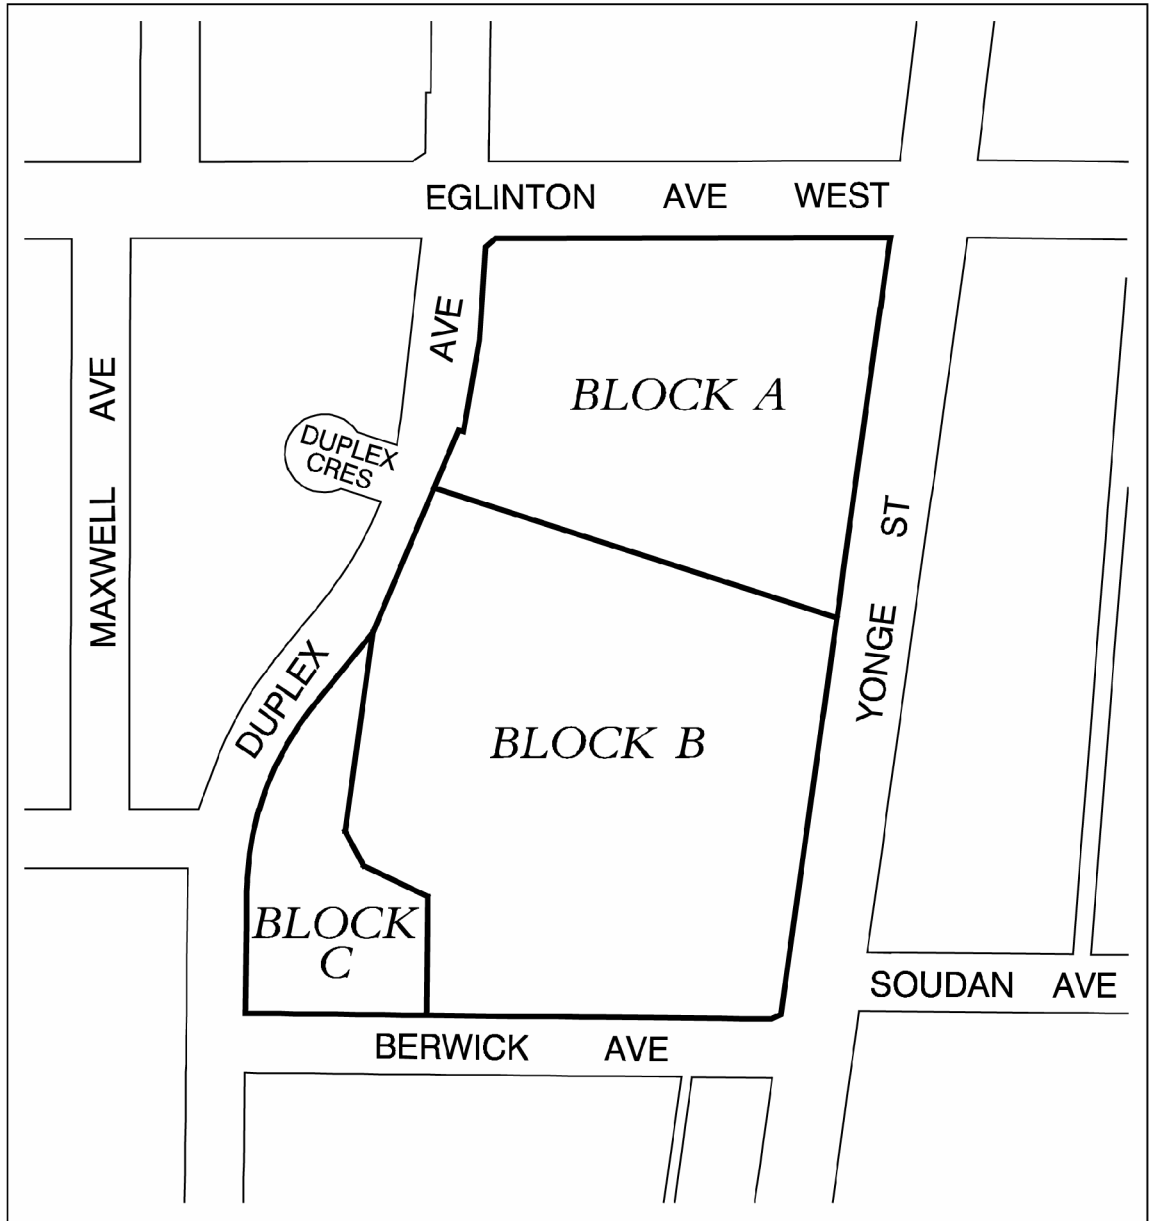 EGLINTON AVE WEST
AVE
BLOCK A
DUPLEX
CRES
MAXWELL AVE
YONGE ST
DUPLEX
BLOCK B
BLOCK
C
SOUDAN AVE
BERWICK AVE